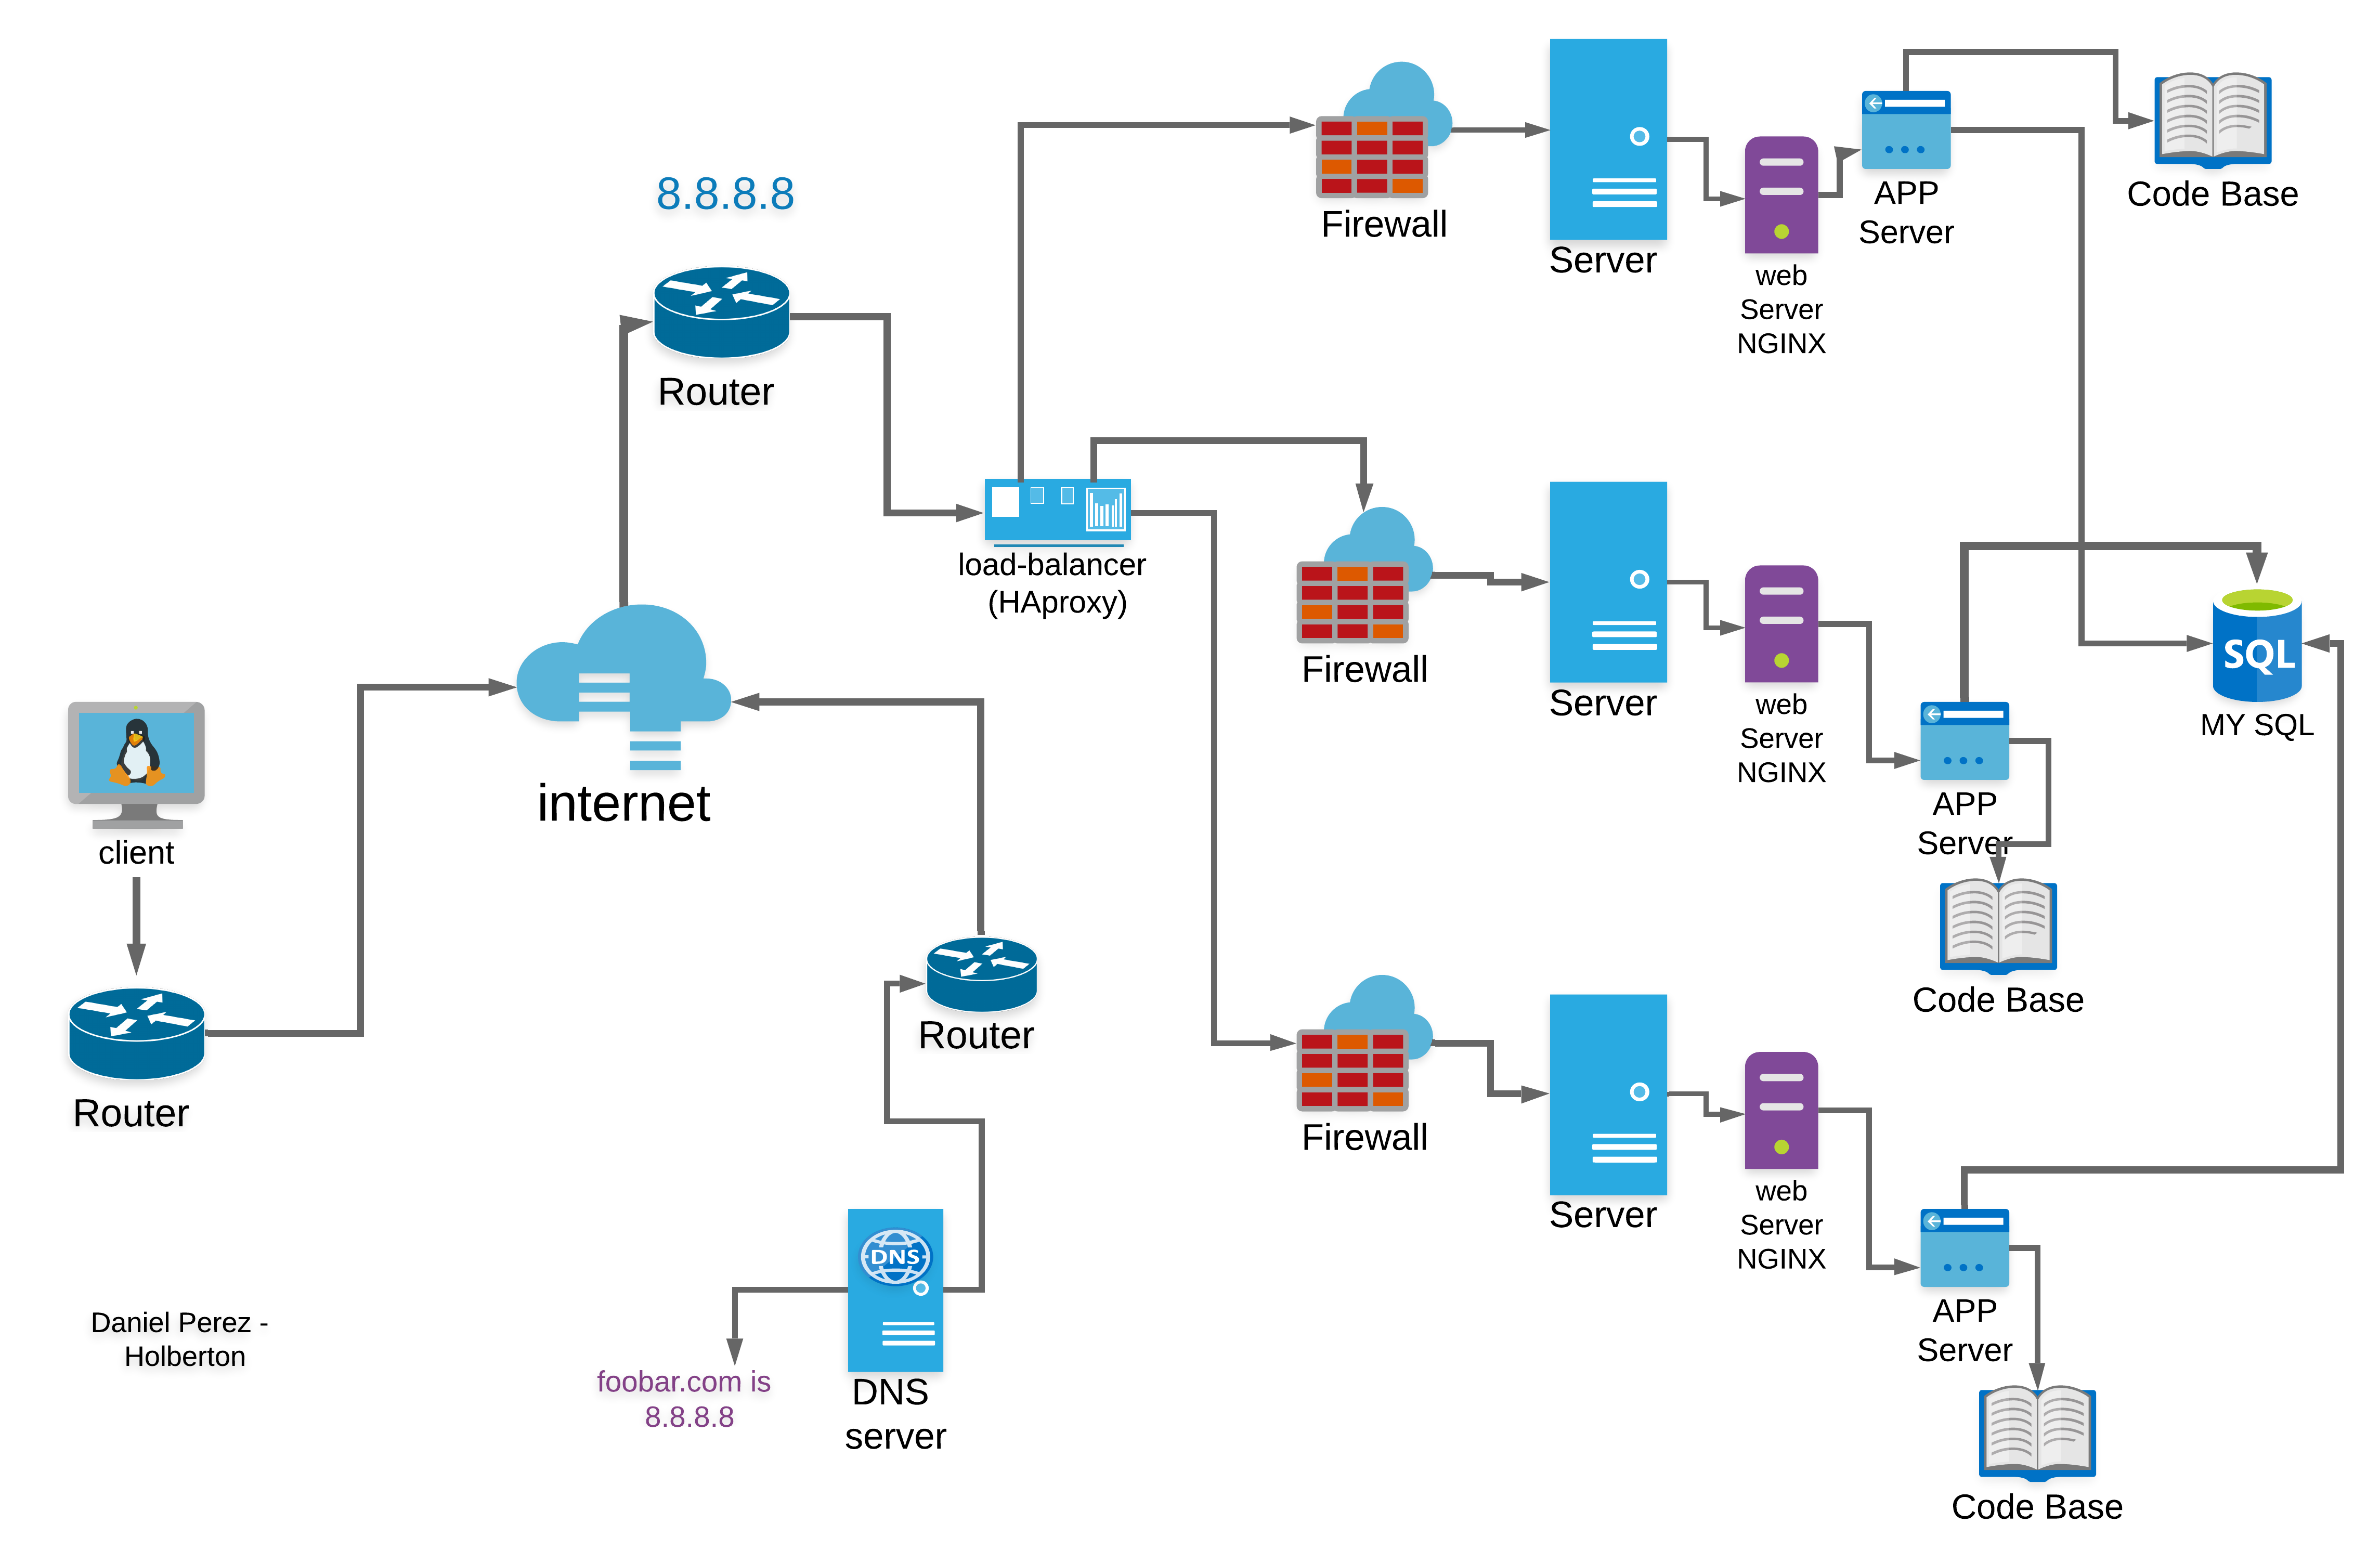 8.8.8.8
Router
Firewall
Server
web
Server
NGINX
APP
Server
Code Base
load-balancer
(HAproxy)
Firewall
Server
web
Server
NGINX
APP
Server
Code Base
SQL
MY SQL
client
Router
internet
Router
Firewall
Server
web
Server
NGINX
APP
Server
Code Base
DNS
DNS
server
foobar.com is
8.8.8.8
Daniel Perez -
Holberton